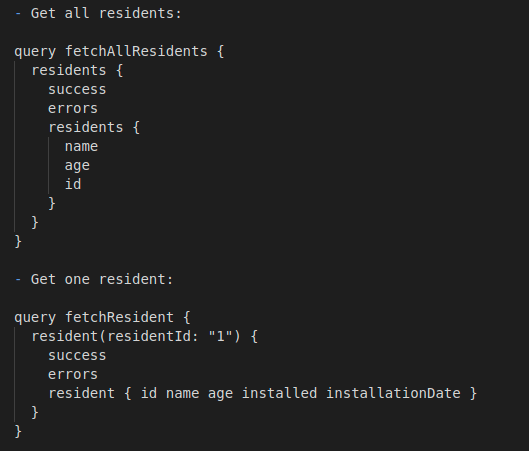 - Get all residents:
query fetchAllResidents {
residents {
success
errors
residents {
name
age
id
}
}
}
- Get one resident:
query fetchResident {
resident(residentId: "1") {
success
errors
resident { id name age installed installationDate }
}
}